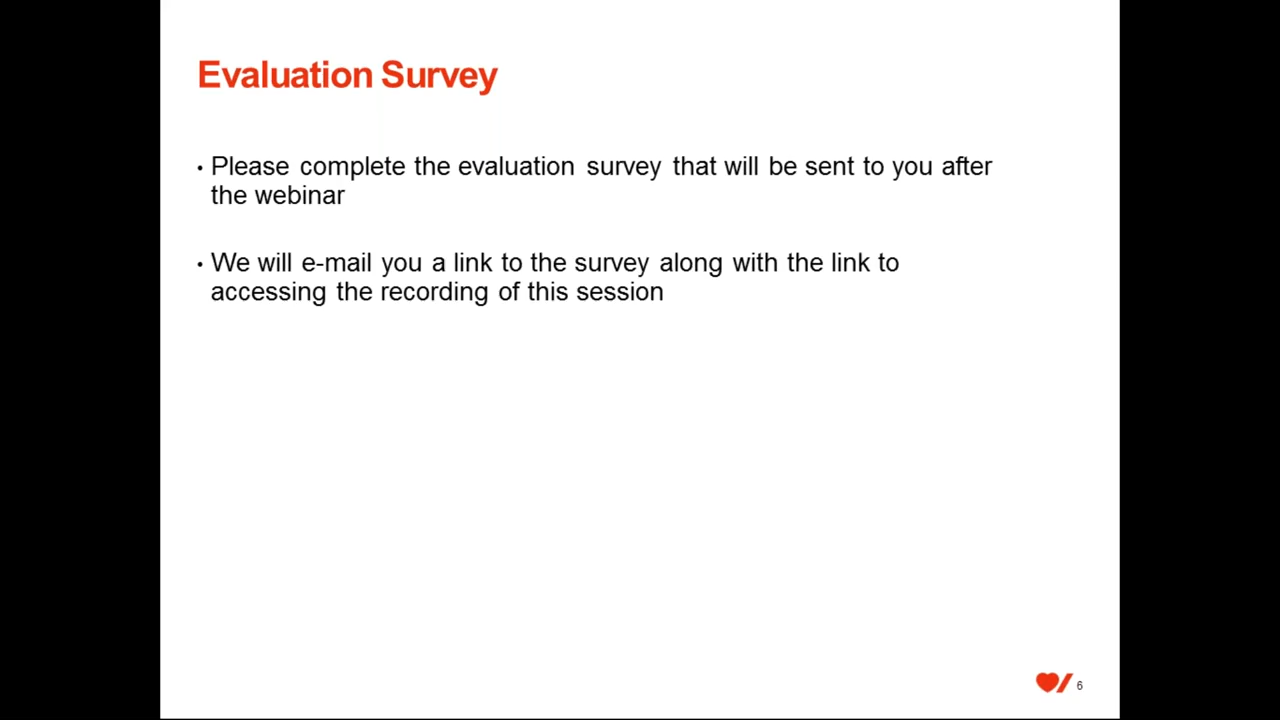 Evaluation Survey
• Please complete the evaluation survey that will be sent to you after
the webinar
• We will e-mail you a link to the survey along with the link to
accessing the recording of this session
6